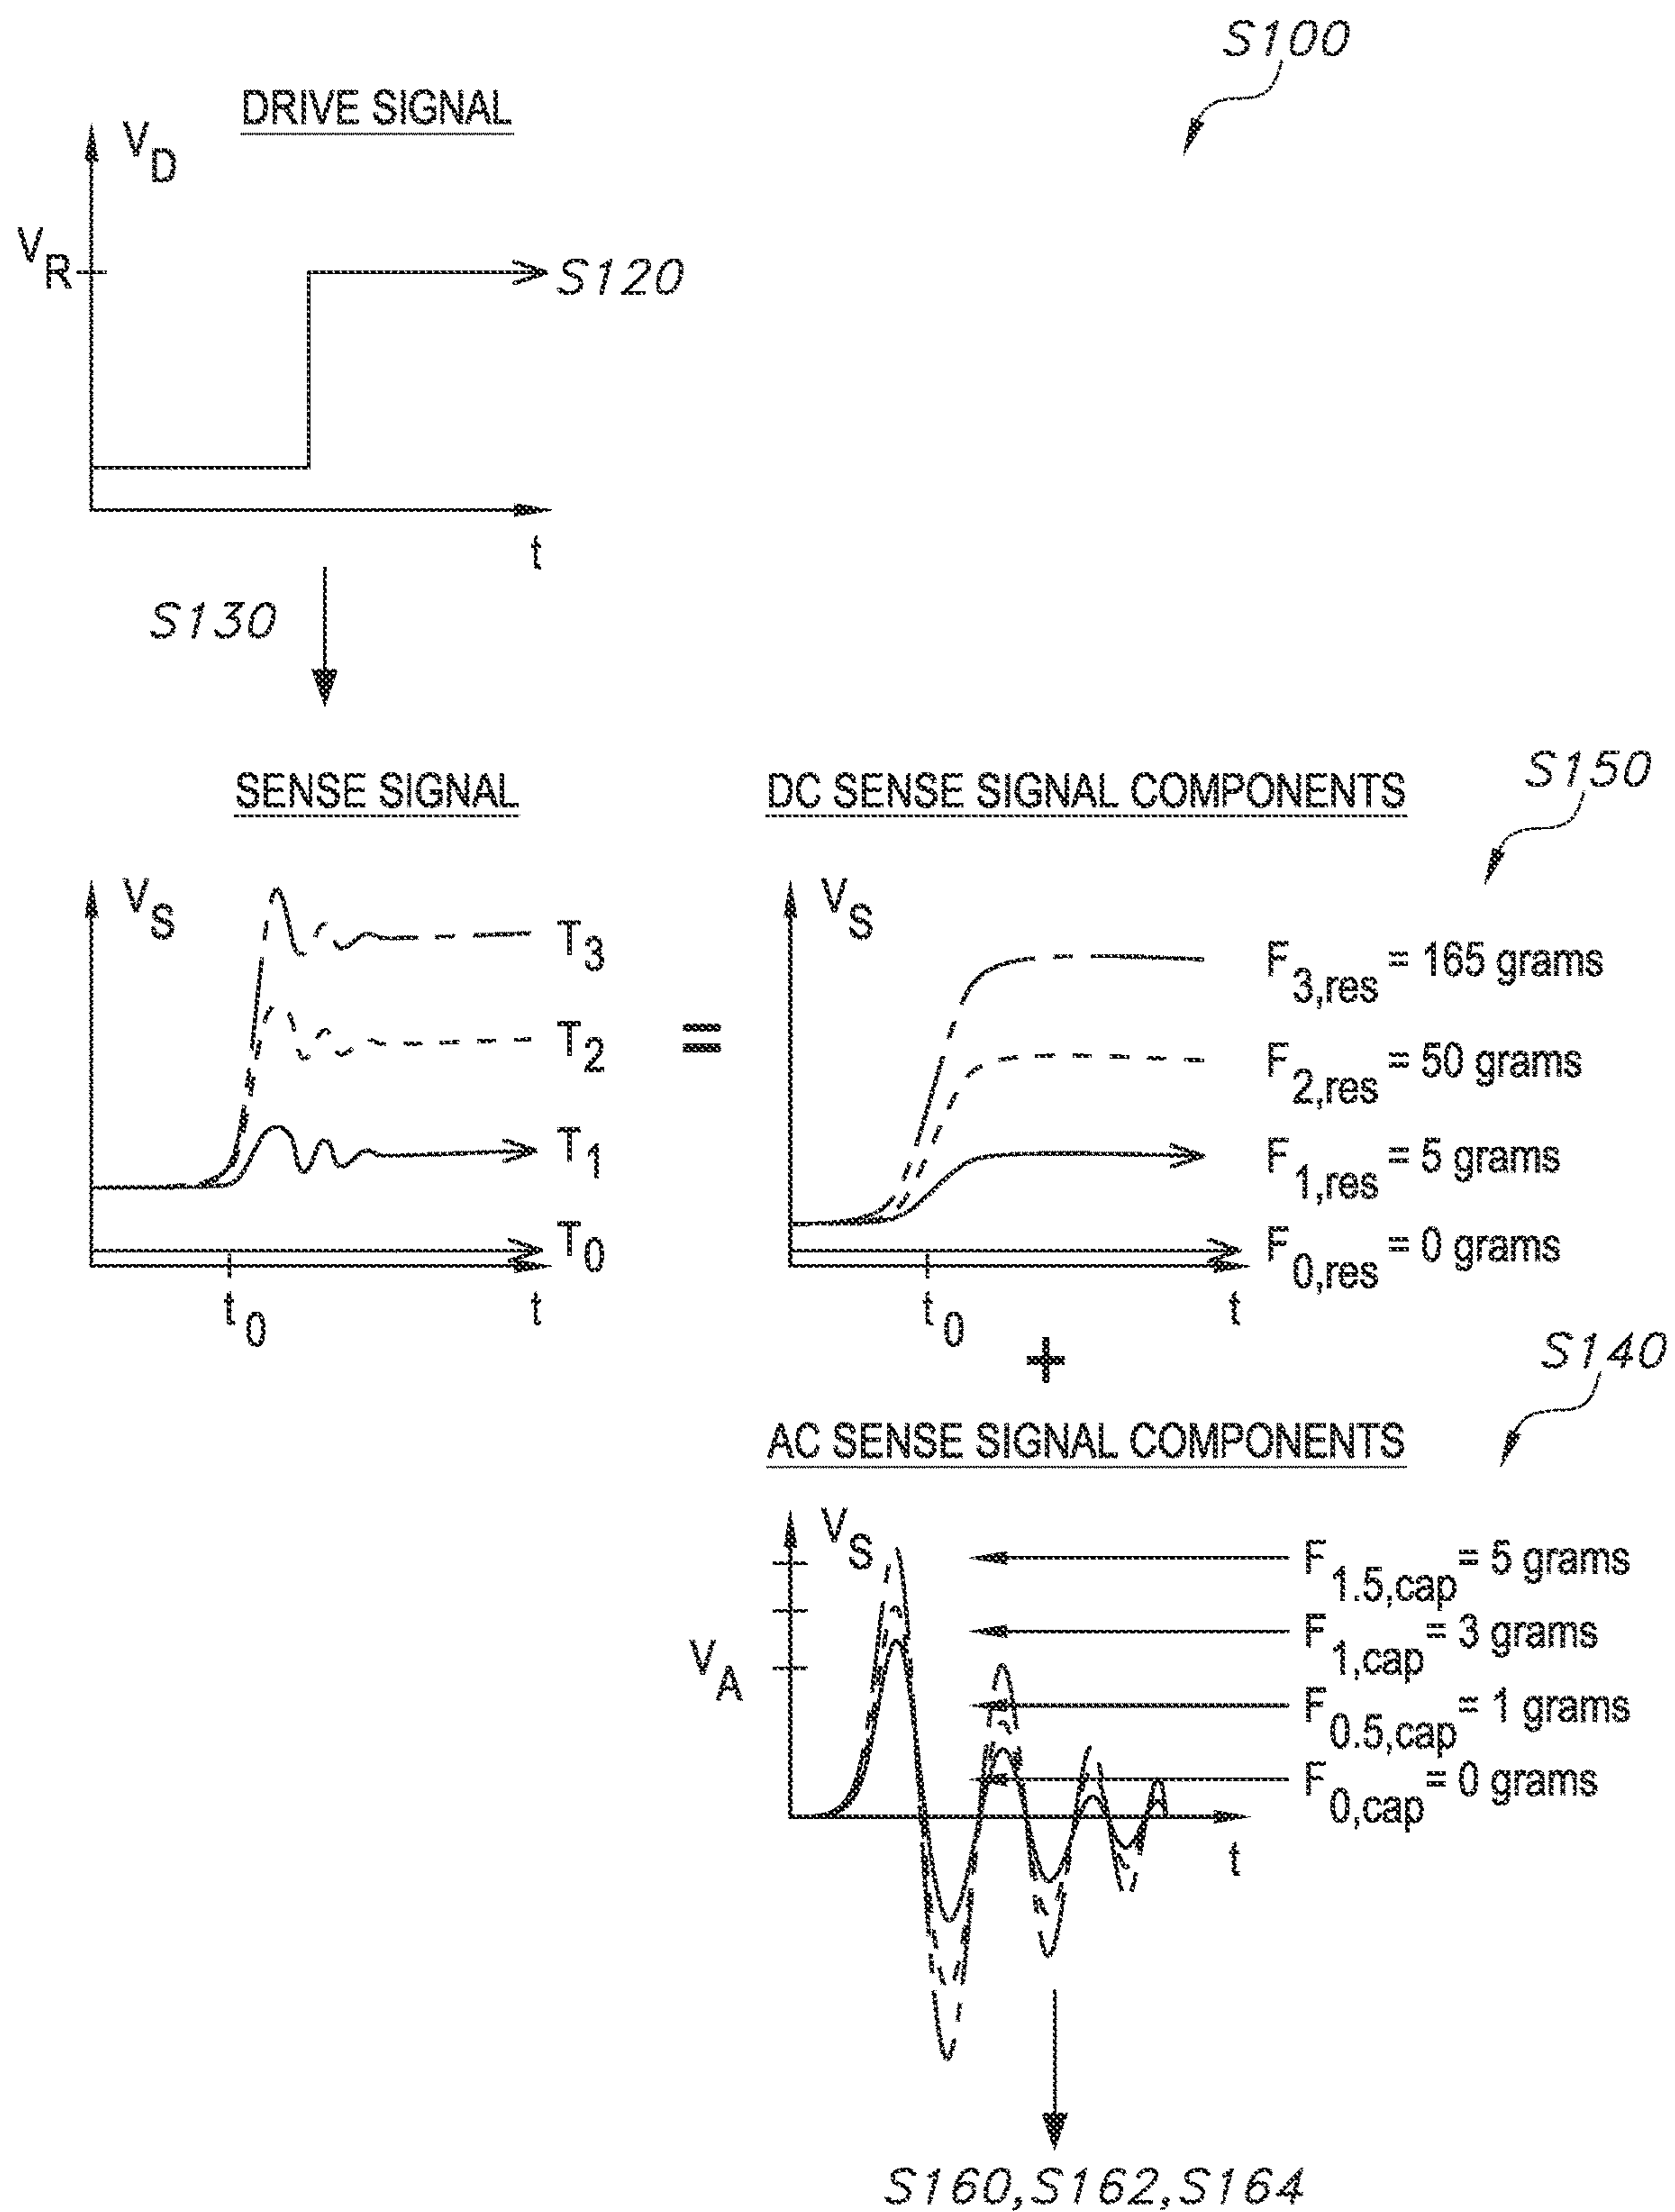 S100
DRIVE SIGNAL
V_D
V_R
S120
t
S130
SENSE SIGNAL
V_S
T_3
T_2
T_1
T_0
t_0
t
=
DC SENSE SIGNAL COMPONENTS
S150
V_S
F_3,res = 165 grams
F_2,res = 50 grams
F_1,res = 5 grams
F_0,res = 0 grams
t_0
t
+
AC SENSE SIGNAL COMPONENTS
S140
V_S
V_A
F_1.5,cap = 5 grams
F_1,cap = 3 grams
F_0.5,cap = 1 grams
F_0,cap = 0 grams
t
S160, S162, S164